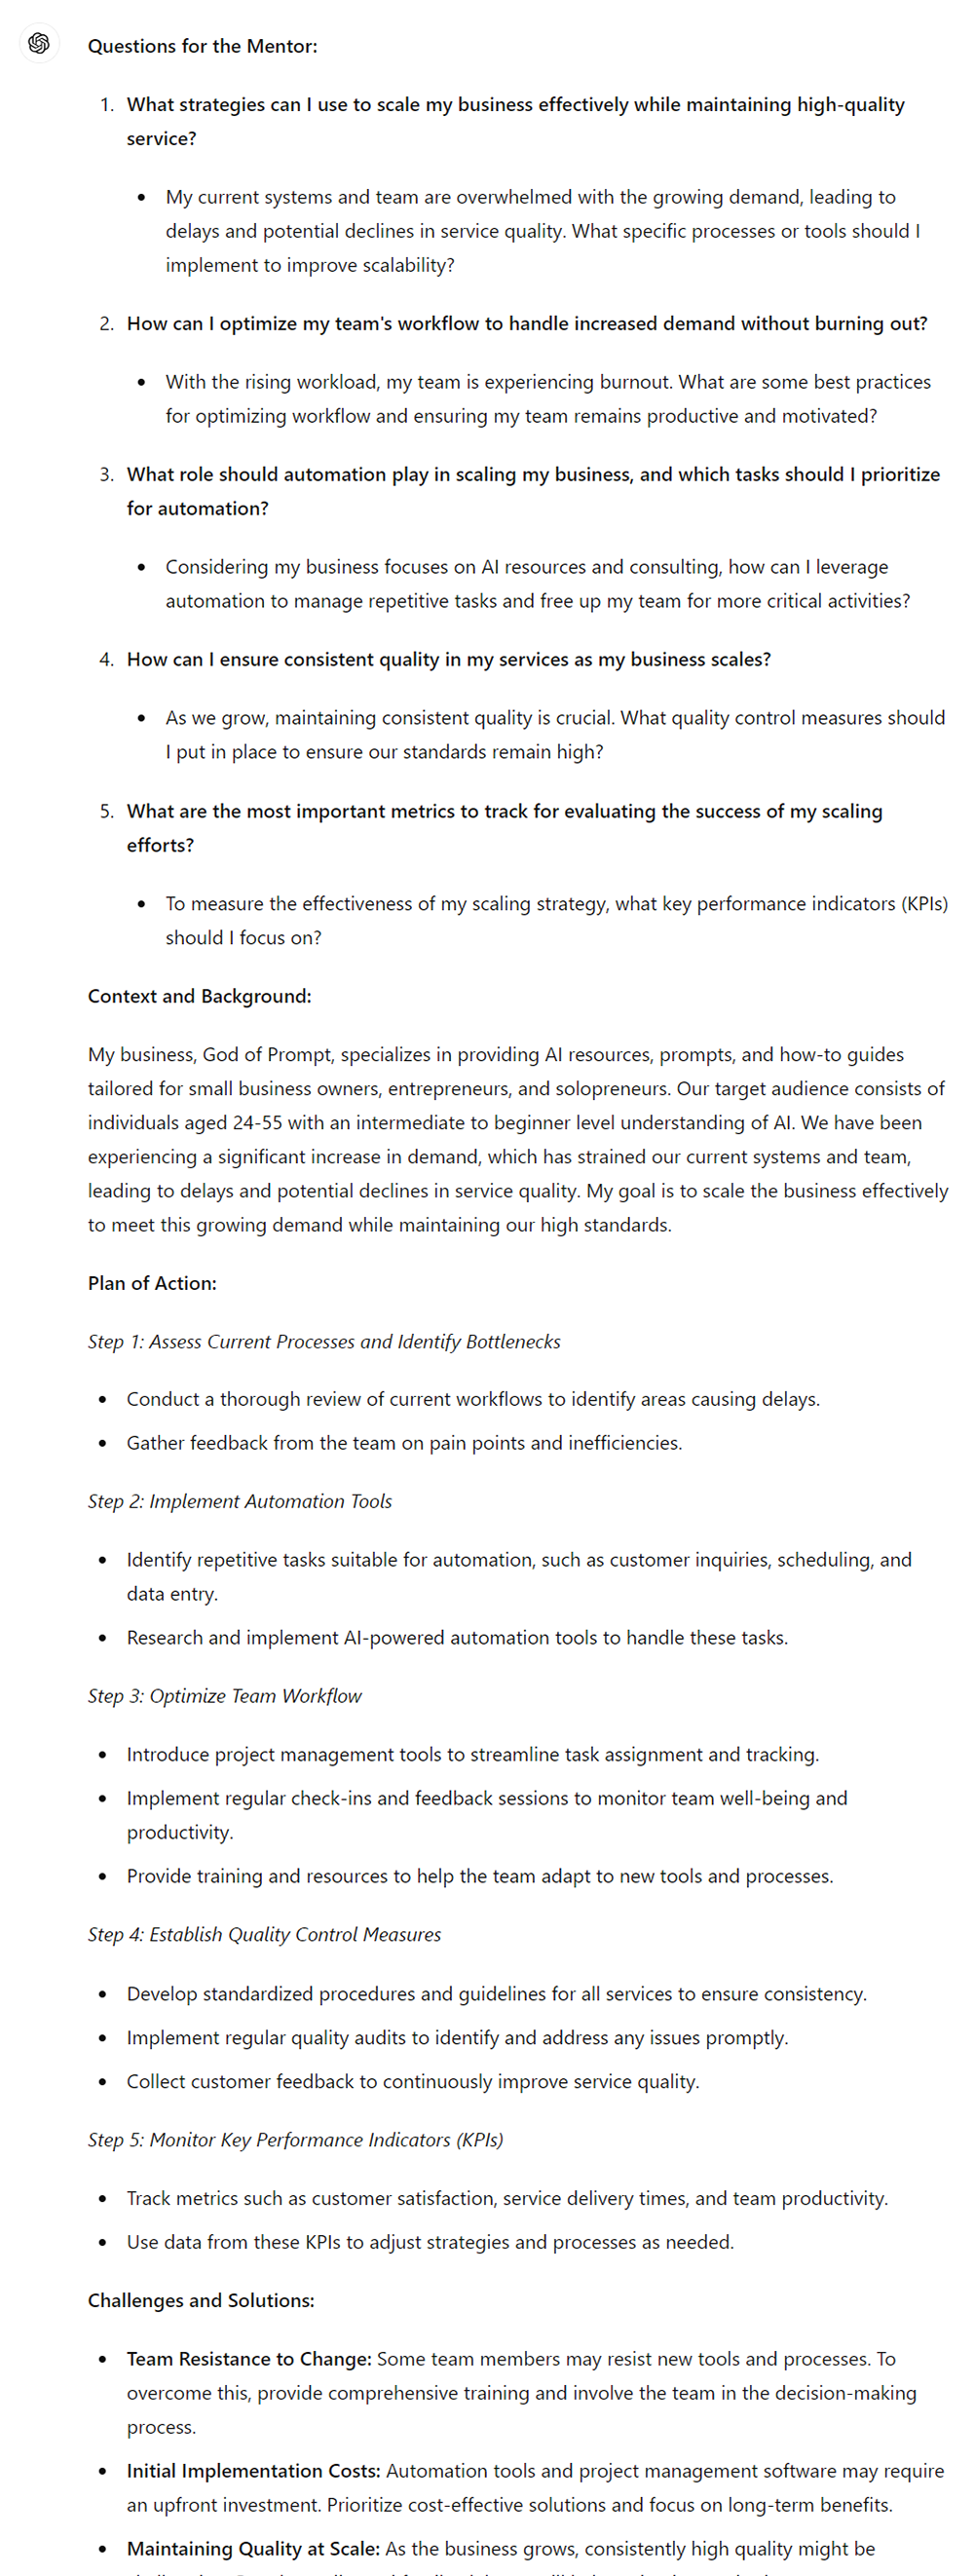 Questions for the Mentor:
1. What strategies can I use to scale my business effectively while maintaining high-quality
service?
• My current systems and team are overwhelmed with the growing demand, leading to
delays and potential declines in service quality. What specific processes or tools should I
implement to improve scalability?
2. How can I optimize my team's workflow to handle increased demand without burning out?
• With the rising workload, my team is experiencing burnout. What are some best practices
for optimizing workflow and ensuring my team remains productive and motivated?
3. What role should automation play in scaling my business, and which tasks should I prioritize
for automation?
• Considering my business focuses on AI resources and consulting, how can I leverage
automation to manage repetitive tasks and free up my team for more critical activities?
4. How can I ensure consistent quality in my services as my business scales?
• As we grow, maintaining consistent quality is crucial. What quality control measures should
I put in place to ensure our standards remain high?
5. What are the most important metrics to track for evaluating the success of my scaling
efforts?
• To measure the effectiveness of my scaling strategy, what key performance indicators (KPIs)
should I focus on?
Context and Background:
My business, God of Prompt, specializes in providing AI resources, prompts, and how-to guides
tailored for small business owners, entrepreneurs, and solopreneurs. Our target audience consists of
individuals aged 24-55 with an intermediate to beginner level understanding of AI. We have been
experiencing a significant increase in demand, which has strained our current systems and team,
leading to delays and potential declines in service quality. My goal is to scale the business effectively
to meet this growing demand while maintaining our high standards.
Plan of Action:
Step 1: Assess Current Processes and Identify Bottlenecks
• Conduct a thorough review of current workflows to identify areas causing delays.
• Gather feedback from the team on pain points and inefficiencies.
Step 2: Implement Automation Tools
• Identify repetitive tasks suitable for automation, such as customer inquiries, scheduling, and
data entry.
• Research and implement AI-powered automation tools to handle these tasks.
Step 3: Optimize Team Workflow
• Introduce project management tools to streamline task assignment and tracking.
• Implement regular check-ins and feedback sessions to monitor team well-being and
productivity.
• Provide training and resources to help the team adapt to new tools and processes.
Step 4: Establish Quality Control Measures
• Develop standardized procedures and guidelines for all services to ensure consistency.
• Implement regular quality audits to identify and address any issues promptly.
• Collect customer feedback to continuously improve service quality.
Step 5: Monitor Key Performance Indicators (KPIs)
• Track metrics such as customer satisfaction, service delivery times, and team productivity.
• Use data from these KPIs to adjust strategies and processes as needed.
Challenges and Solutions:
• Team Resistance to Change: Some team members may resist new tools and processes. To
overcome this, provide comprehensive training and involve the team in the decision-making
process.
• Initial Implementation Costs: Automation tools and project management software may require
an upfront investment. Prioritize cost-effective solutions and focus on long-term benefits.
• Maintaining Quality at Scale: As the business grows, consistently high quality might be